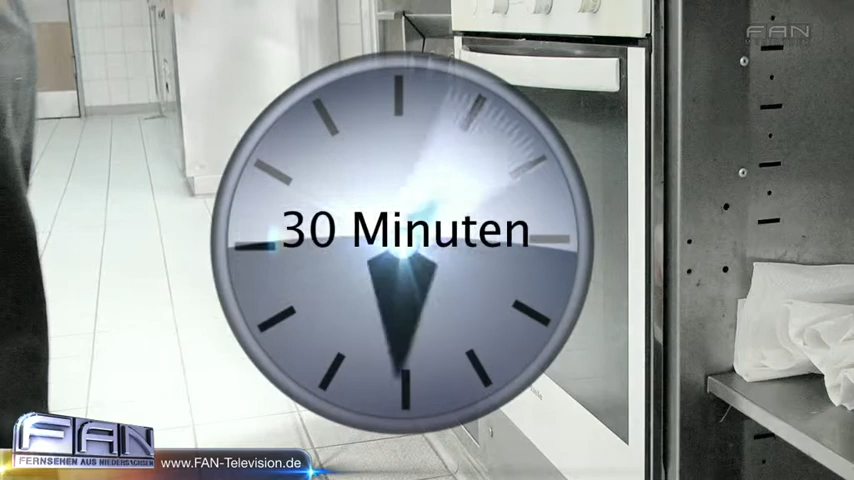 FAN
30 Minuten
FAN
FERNSEHEN AUS NIEDERSACHSEN
www.FAN-Television.de